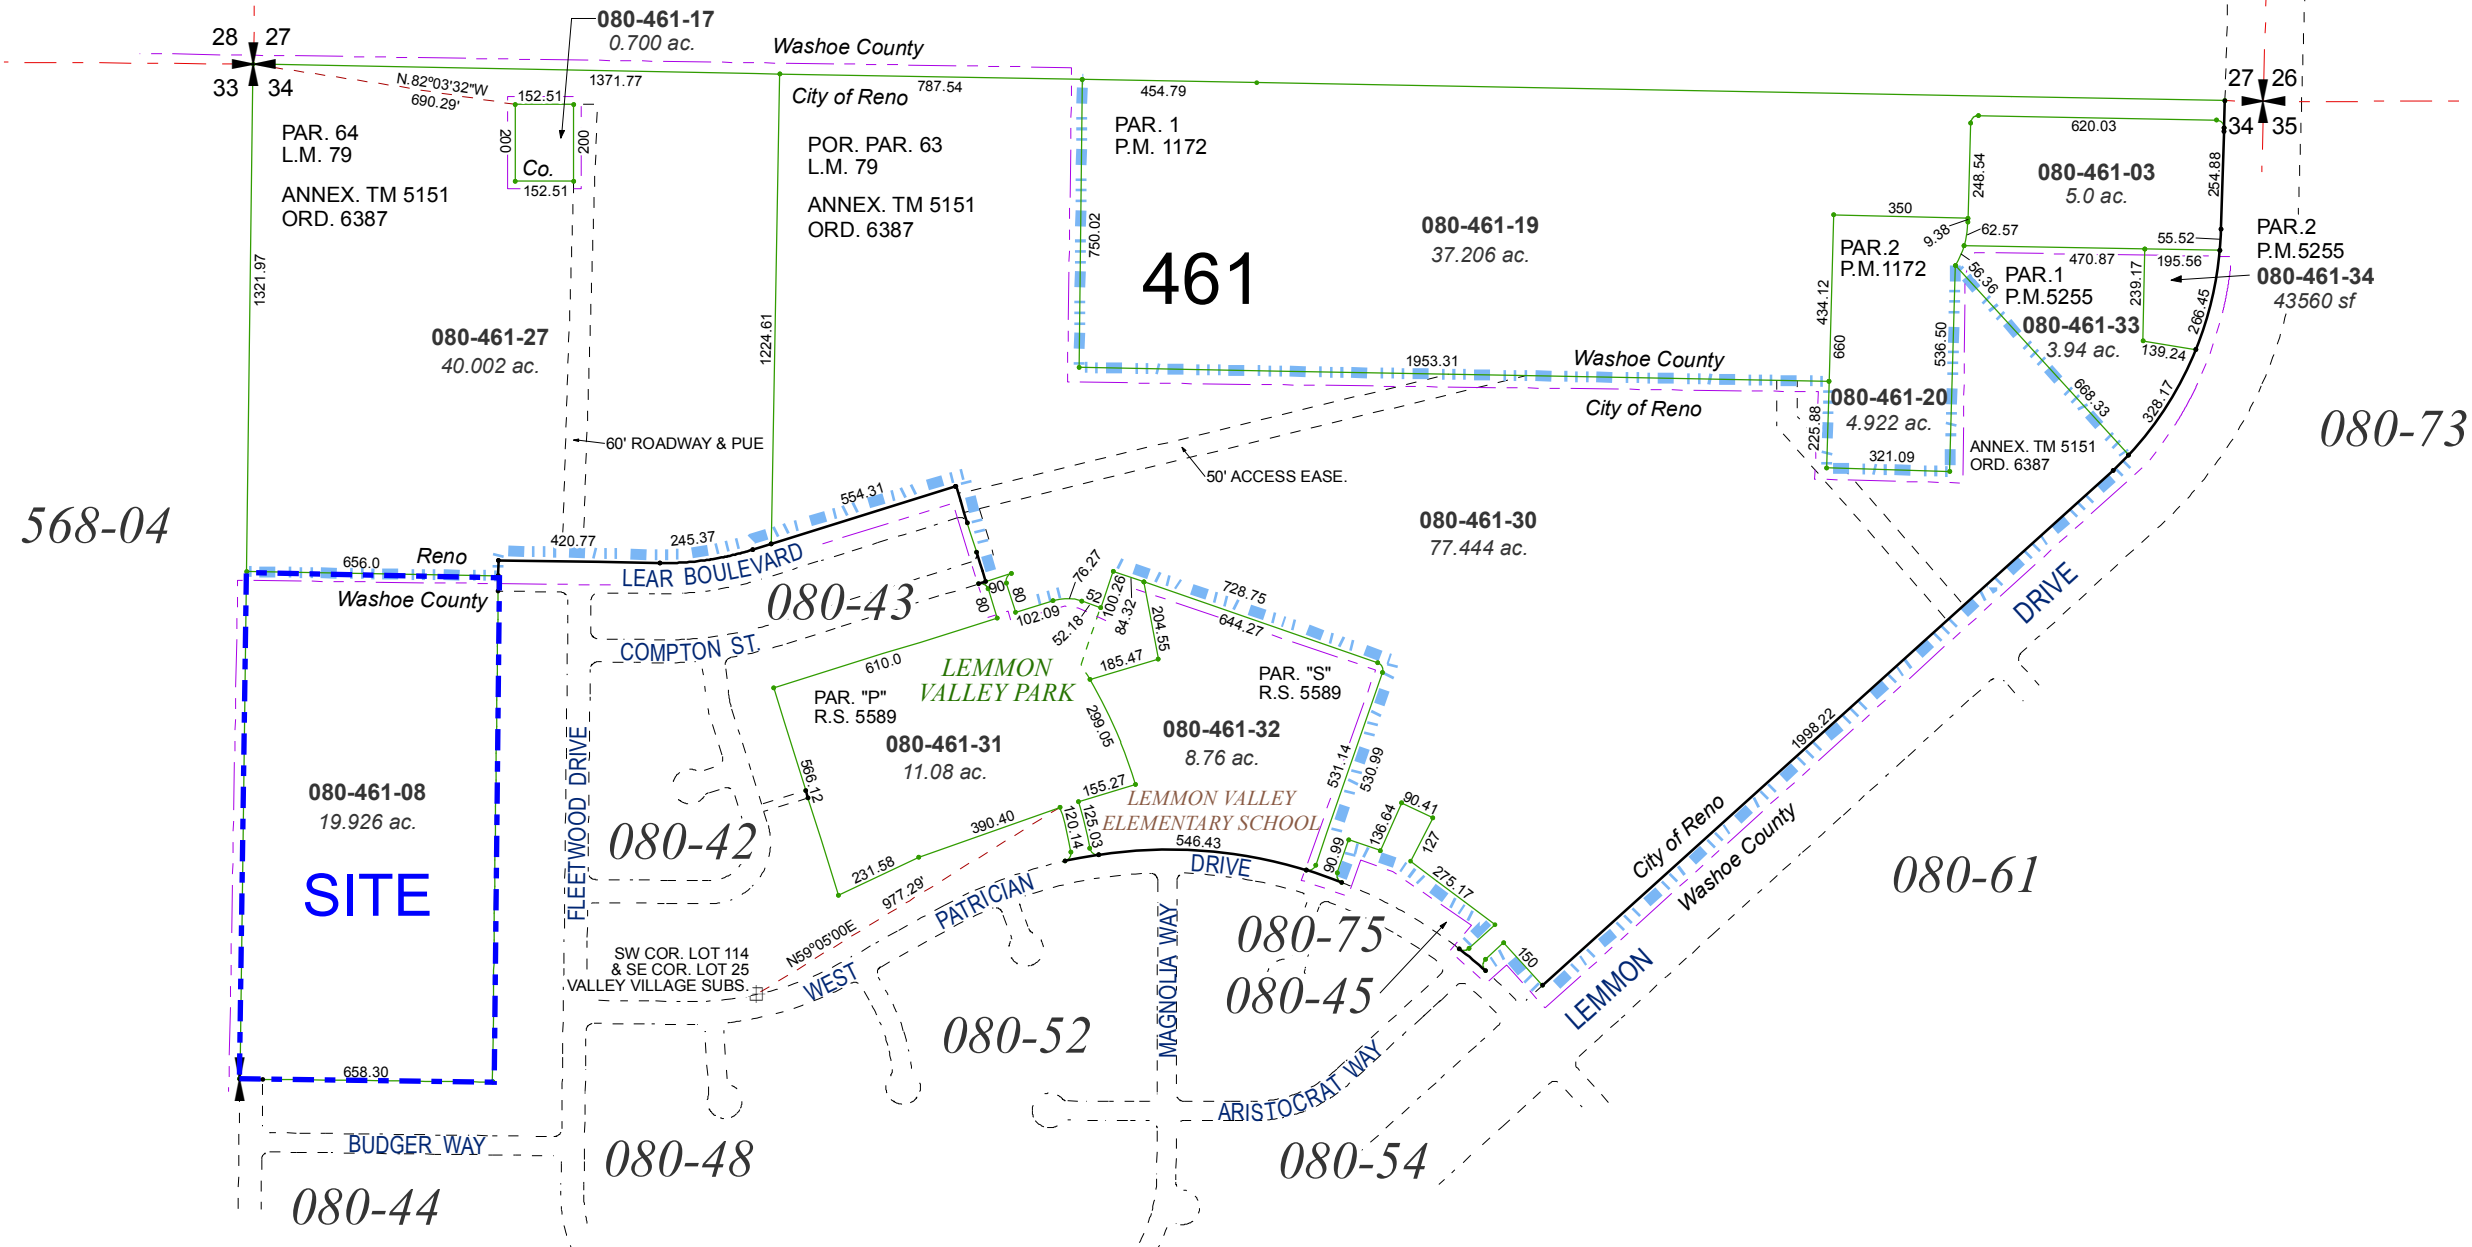 28 27
33 34
080-461-17
0.700 ac.
Washoe County
City of Reno
N.82º03'32"W
690.29'
1371.77
787.54
454.79
152.51
200
200
Co.
152.51
PAR. 64
L.M. 79
ANNEX. TM 5151
ORD. 6387
POR. PAR. 63
L.M. 79
ANNEX. TM 5151
ORD. 6387
PAR. 1
P.M. 1172
27 26
34 35
620.03
248.54
254.88
080-461-03
5.0 ac.
350
9.38
62.57
55.52
PAR.2
P.M.5255
080-461-34
43560 sf
PAR.2
P.M.1172
56.36
470.87
195.56
239.17
266.45
139.24
PAR.1
P.M.5255
080-461-33
3.94 ac.
668.33
328.17
750.02
461
080-461-19
37.206 ac.
434.12
660
536.50
1321.97
1224.61
080-461-27
40.002 ac.
1953.31
Washoe County
City of Reno
080-461-20
4.922 ac.
225.88
321.09
ANNEX. TM 5151
ORD. 6387
080-73
60' ROADWAY & PUE
50' ACCESS EASE.
554.31
245.37
420.77
568-04
656.0
Reno
Washoe County
LEAR BOULEVARD
080-461-30
77.444 ac.
080-43
90
80
80
102.09
76.27
52
52.18
100.26
84.32
204.55
728.75
644.27
185.47
COMPTON ST.
610.0
LEMMON
VALLEY PARK
PAR. "P"
R.S. 5589
080-461-31
11.08 ac.
566.12
299.05
PAR. "S"
R.S. 5589
080-461-32
8.76 ac.
531.14
530.99
155.27
LEMMON VALLEY
ELEMENTARY SCHOOL
546.43
390.40
120.14
125.03
231.58
977.29'
N59º05'00E
90.99
136.64
90.41
127
275.17
150
1998.22
City of Reno
Washoe County
LEMMON
DRIVE
080-461-08
19.926 ac.
SITE
FLEETWOOD DRIVE
080-42
SW COR. LOT 114
& SE COR. LOT 25
VALLEY VILLAGE SUBS.
WEST
PATRICIAN
DRIVE
MAGNOLIA WAY
080-75
080-45
080-61
080-52
658.30
ARISTOCRAT WAY
BUDGER WAY
080-48
080-54
080-44